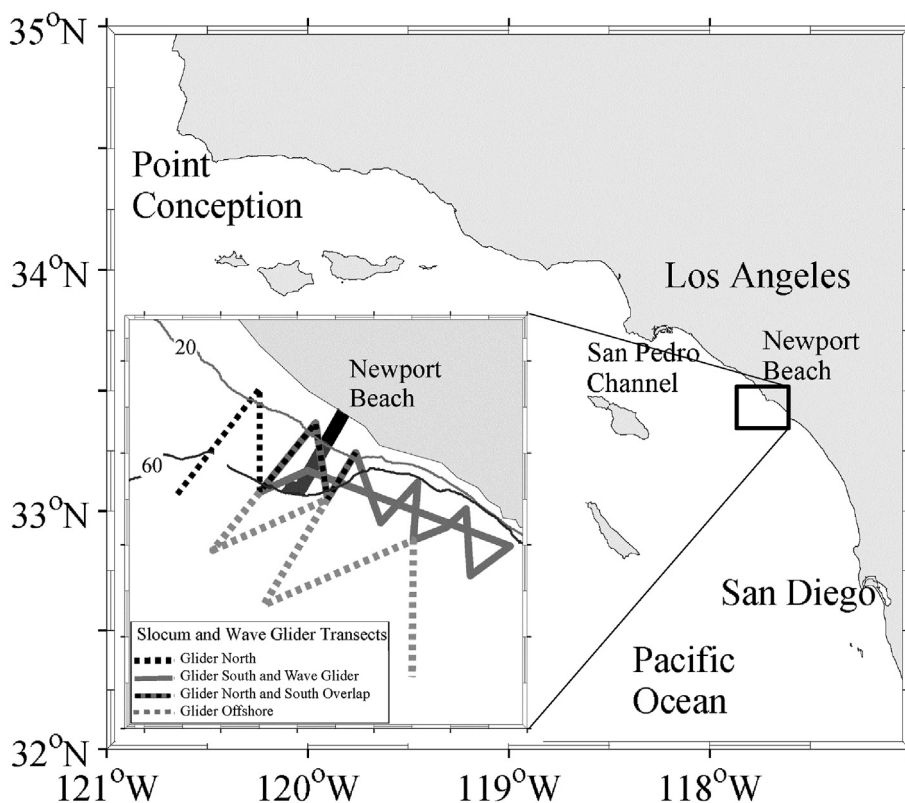 35°N
34°N
33°N
32°N
121°W
120°W
119°W
118°W
Point
Conception
Los Angeles
San Pedro
Channel
Newport
Beach
San Diego
Pacific
Ocean
20
60
Newport
Beach
Slocum and Wave Glider Transects
Glider North
Glider South and Wave Glider
Glider North and South Overlap
Glider Offshore